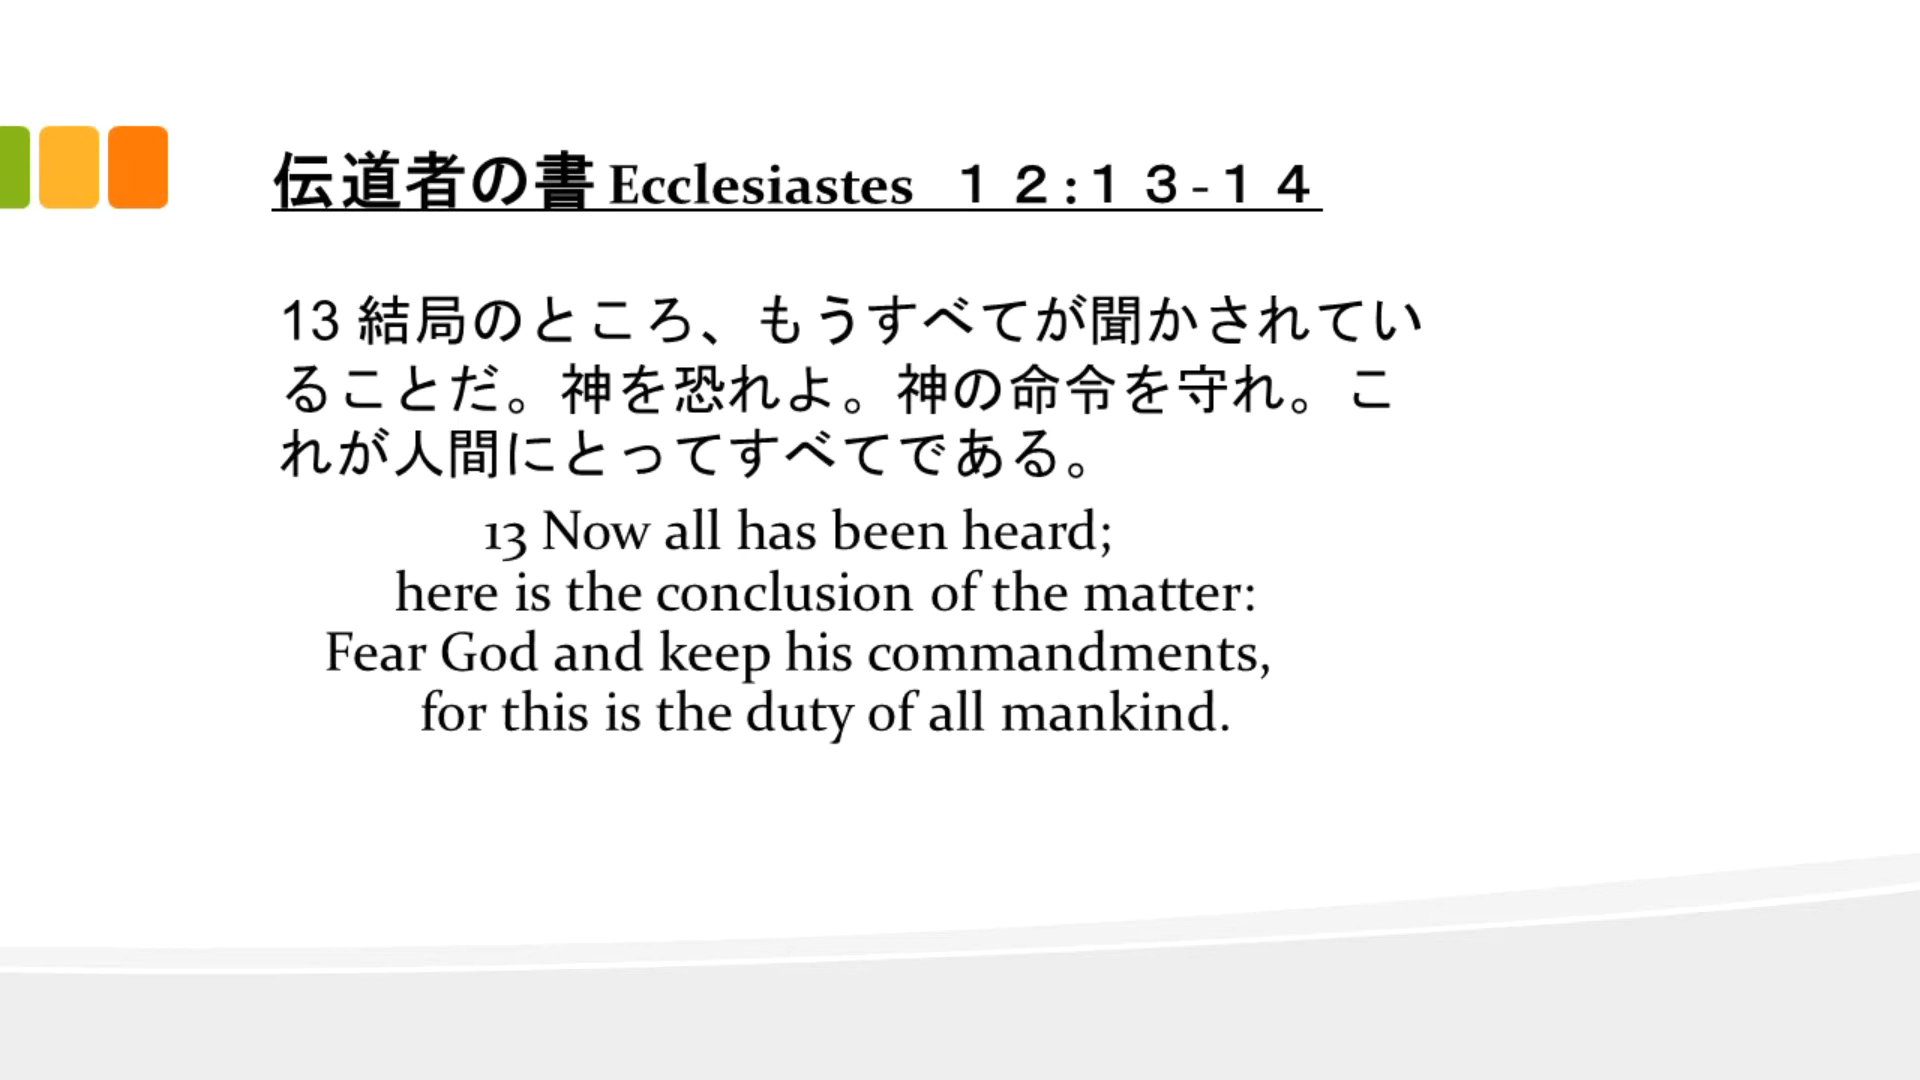 伝道者の書 Ecclesiastes　１２:１３-１４
13 結局のところ、もうすべてが聞かされてい
ることだ。神を恐れよ。神の命令を守れ。こ
れが人間にとってすべてである。
13 Now all has been heard;
here is the conclusion of the matter:
Fear God and keep his commandments,
for this is the duty of all mankind.